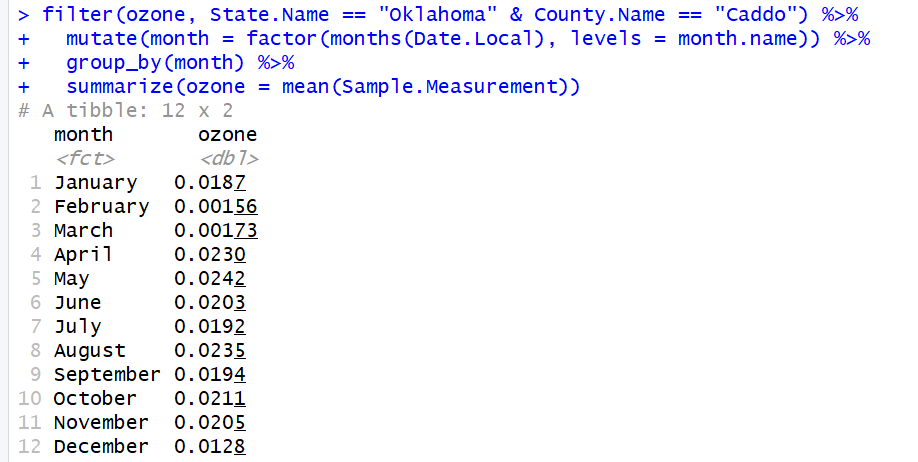 > filter(ozone, State.Name == "Oklahoma" & County.Name == "Caddo") %>%
+   mutate(month = factor(months(Date.Local), levels = month.name)) %>%
+   group_by(month) %>%
+   summarize(ozone = mean(Sample.Measurement))
# A tibble: 12 x 2
   month       ozone
   <fct>       <dbl>
 1 January   0.0187
 2 February  0.00156
 3 March     0.00173
 4 April     0.0230
 5 May       0.0242
 6 June      0.0203
 7 July      0.0192
 8 August    0.0235
 9 September 0.0194
10 October   0.0211
11 November  0.0205
12 December  0.0128